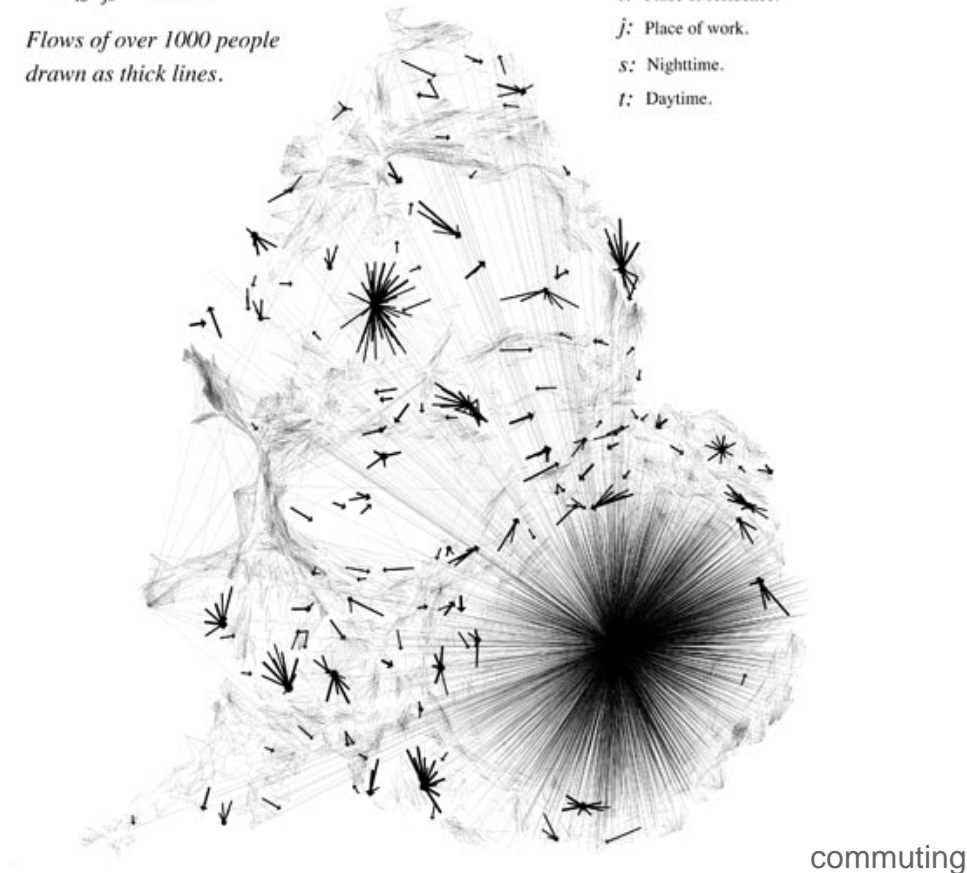 Flows of over 1000 people
drawn as thick lines.
j: Place of work.
s: Nighttime.
t: Daytime.
commuting